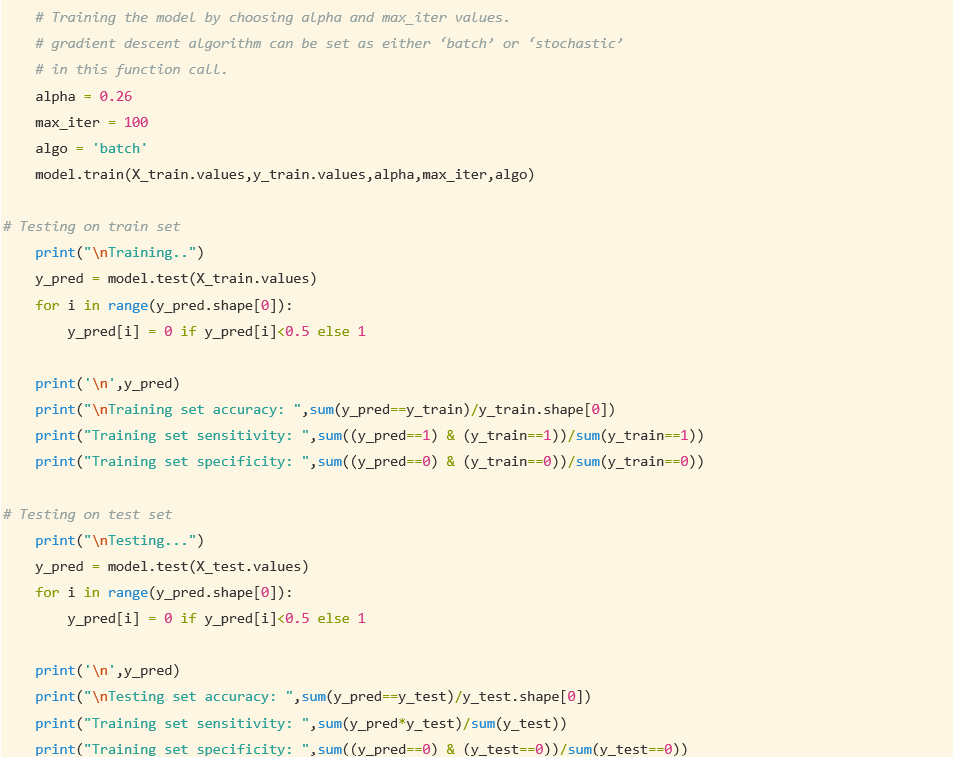 # Training the model by choosing alpha and max_iter values.
# gradient descent algorithm can be set as either ‘batch’ or ‘stochastic’
# in this function call.
alpha = 0.26
max_iter = 100
algo = 'batch'
model.train(X_train.values,y_train.values,alpha,max_iter,algo)
# Testing on train set
print("\nTraining..")
y_pred = model.test(X_train.values)
for i in range(y_pred.shape[0]):
y_pred[i] = 0 if y_pred[i]<0.5 else 1
print('\n',y_pred)
print("\nTraining set accuracy: ",sum(y_pred==y_train)/y_train.shape[0])
print("Training set sensitivity: ",sum((y_pred==1) & (y_train==1))/sum(y_train==1))
print("Training set specificity: ",sum((y_pred==0) & (y_train==0))/sum(y_train==0))
# Testing on test set
print("\nTesting...")
y_pred = model.test(X_test.values)
for i in range(y_pred.shape[0]):
y_pred[i] = 0 if y_pred[i]<0.5 else 1
print('\n',y_pred)
print("\nTesting set accuracy: ",sum(y_pred==y_test)/y_test.shape[0])
print("Training set sensitivity: ",sum(y_pred*y_test)/sum(y_test))
print("Training set specificity: ",sum((y_pred==0) & (y_test==0))/sum(y_test==0))